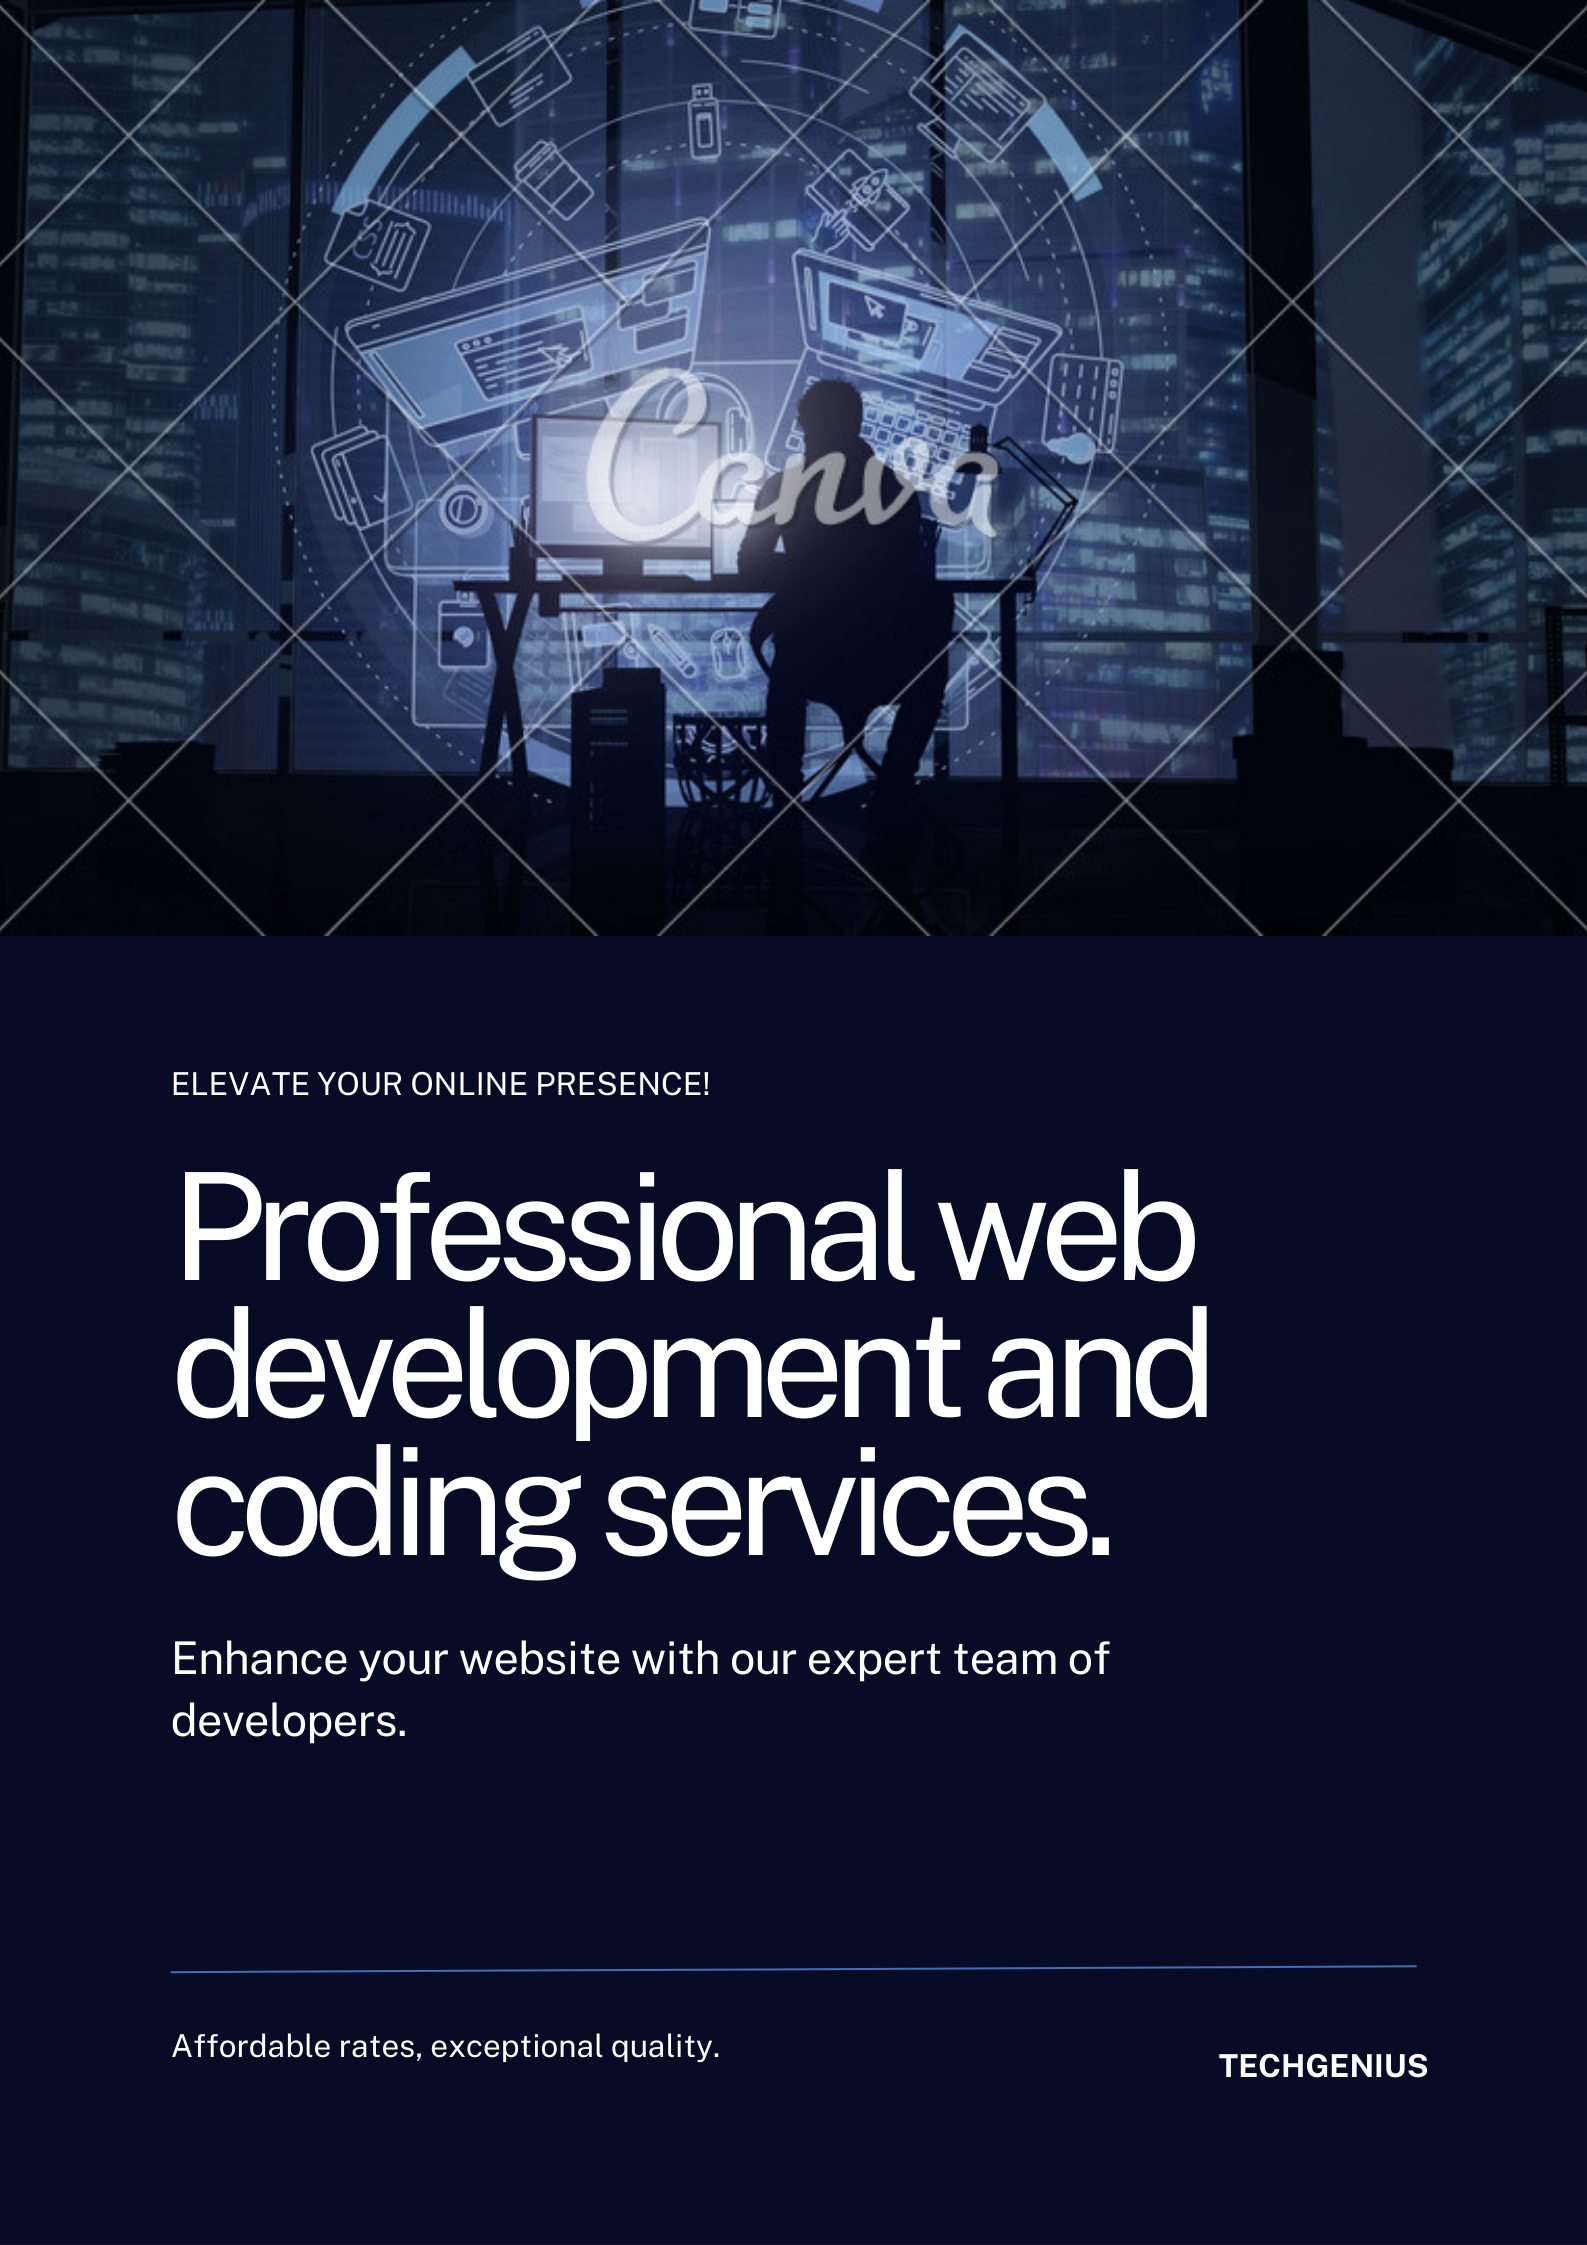 Canva
ELEVATE YOUR ONLINE PRESENCE!
Professional web
development and
coding services.
Enhance your website with our expert team of
developers.
Affordable rates, exceptional quality.
TECHGENIUS